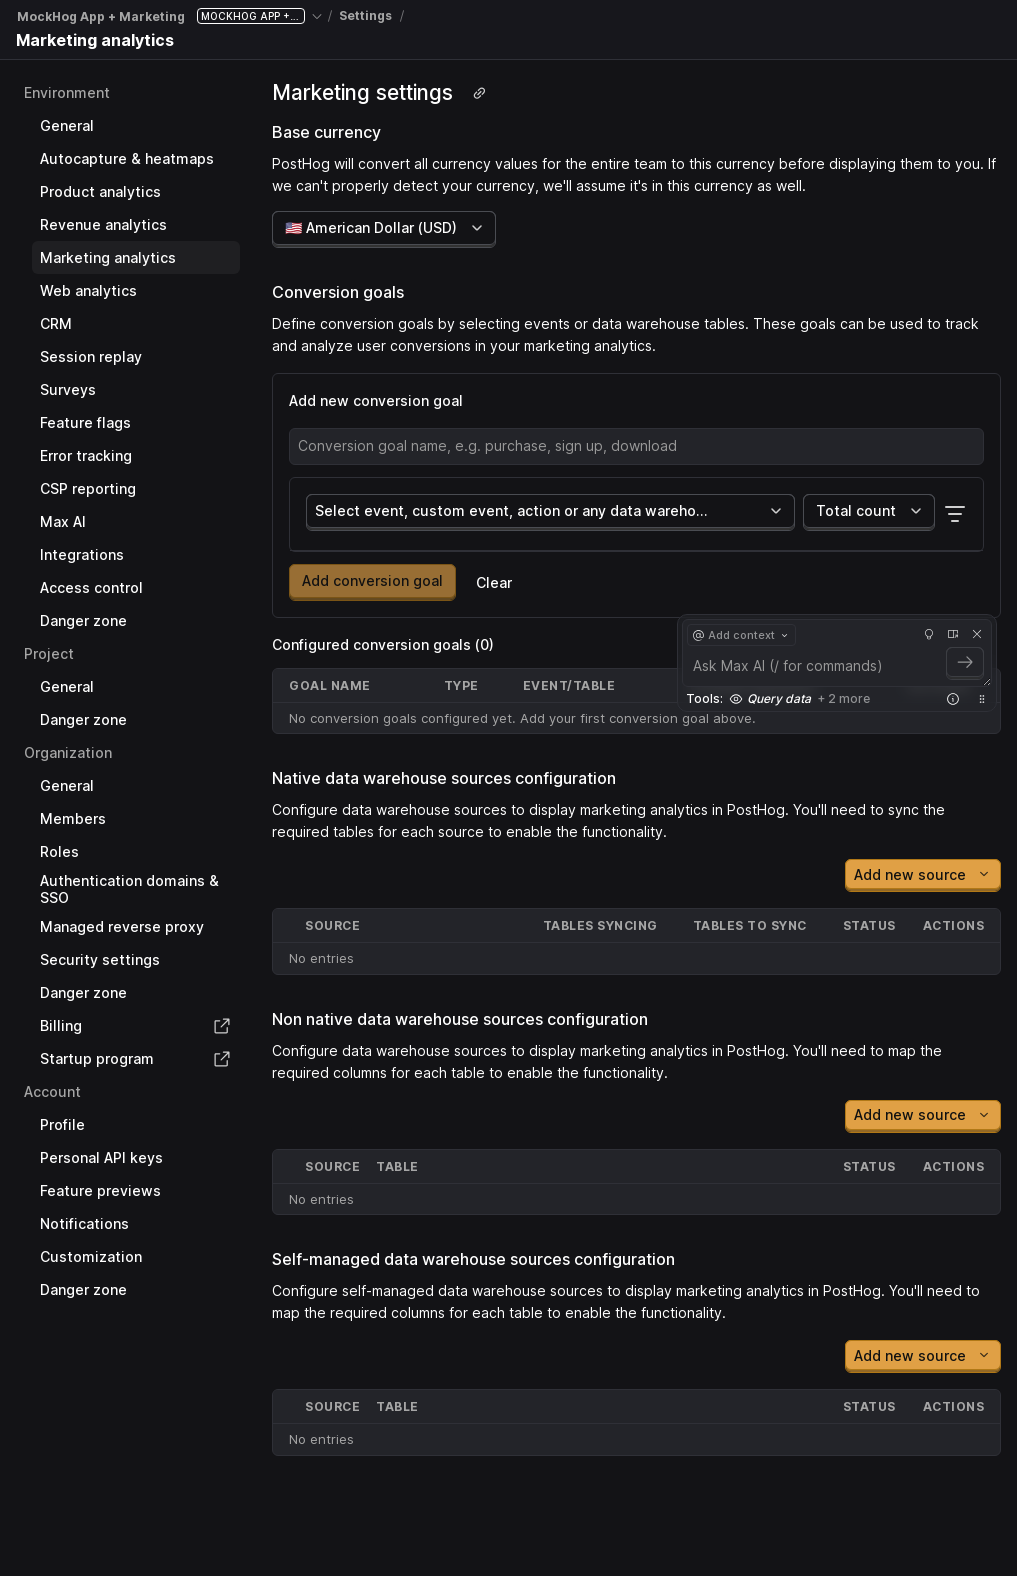 MockHog App + Marketing MOCKHOG APP +... / Settings /
Marketing analytics
Environment
General
Autocapture & heatmaps
Product analytics
Revenue analytics
Marketing analytics
Web analytics
CRM
Session replay
Surveys
Feature flags
Error tracking
CSP reporting
Max AI
Integrations
Access control
Danger zone
Project
General
Danger zone
Organization
General
Members
Roles
Authentication domains &
SSO
Managed reverse proxy
Security settings
Danger zone
Billing
Startup program
Account
Profile
Personal API keys
Feature previews
Notifications
Customization
Danger zone
Marketing settings
Base currency
PostHog will convert all currency values for the entire team to this currency before displaying them to you. If
we can't properly detect your currency, we'll assume it's in this currency as well.
🇺🇸 American Dollar (USD)
Conversion goals
Define conversion goals by selecting events or data warehouse tables. These goals can be used to track
and analyze user conversions in your marketing analytics.
Add new conversion goal
Conversion goal name, e.g. purchase, sign up, download
Select event, custom event, action or any data wareho... Total count
Add conversion goal Clear
Configured conversion goals (0)
GOAL NAME TYPE EVENT/TABLE
No conversion goals configured yet. Add your first conversion goal above.
@ Add context
Ask Max AI (/ for commands)
Tools: Query data + 2 more
Native data warehouse sources configuration
Configure data warehouse sources to display marketing analytics in PostHog. You'll need to sync the
required tables for each source to enable the functionality.
Add new source
SOURCE TABLES SYNCING TABLES TO SYNC STATUS ACTIONS
No entries
Non native data warehouse sources configuration
Configure data warehouse sources to display marketing analytics in PostHog. You'll need to map the
required columns for each table to enable the functionality.
Add new source
SOURCE TABLE STATUS ACTIONS
No entries
Self-managed data warehouse sources configuration
Configure self-managed data warehouse sources to display marketing analytics in PostHog. You'll need to
map the required columns for each table to enable the functionality.
Add new source
SOURCE TABLE STATUS ACTIONS
No entries